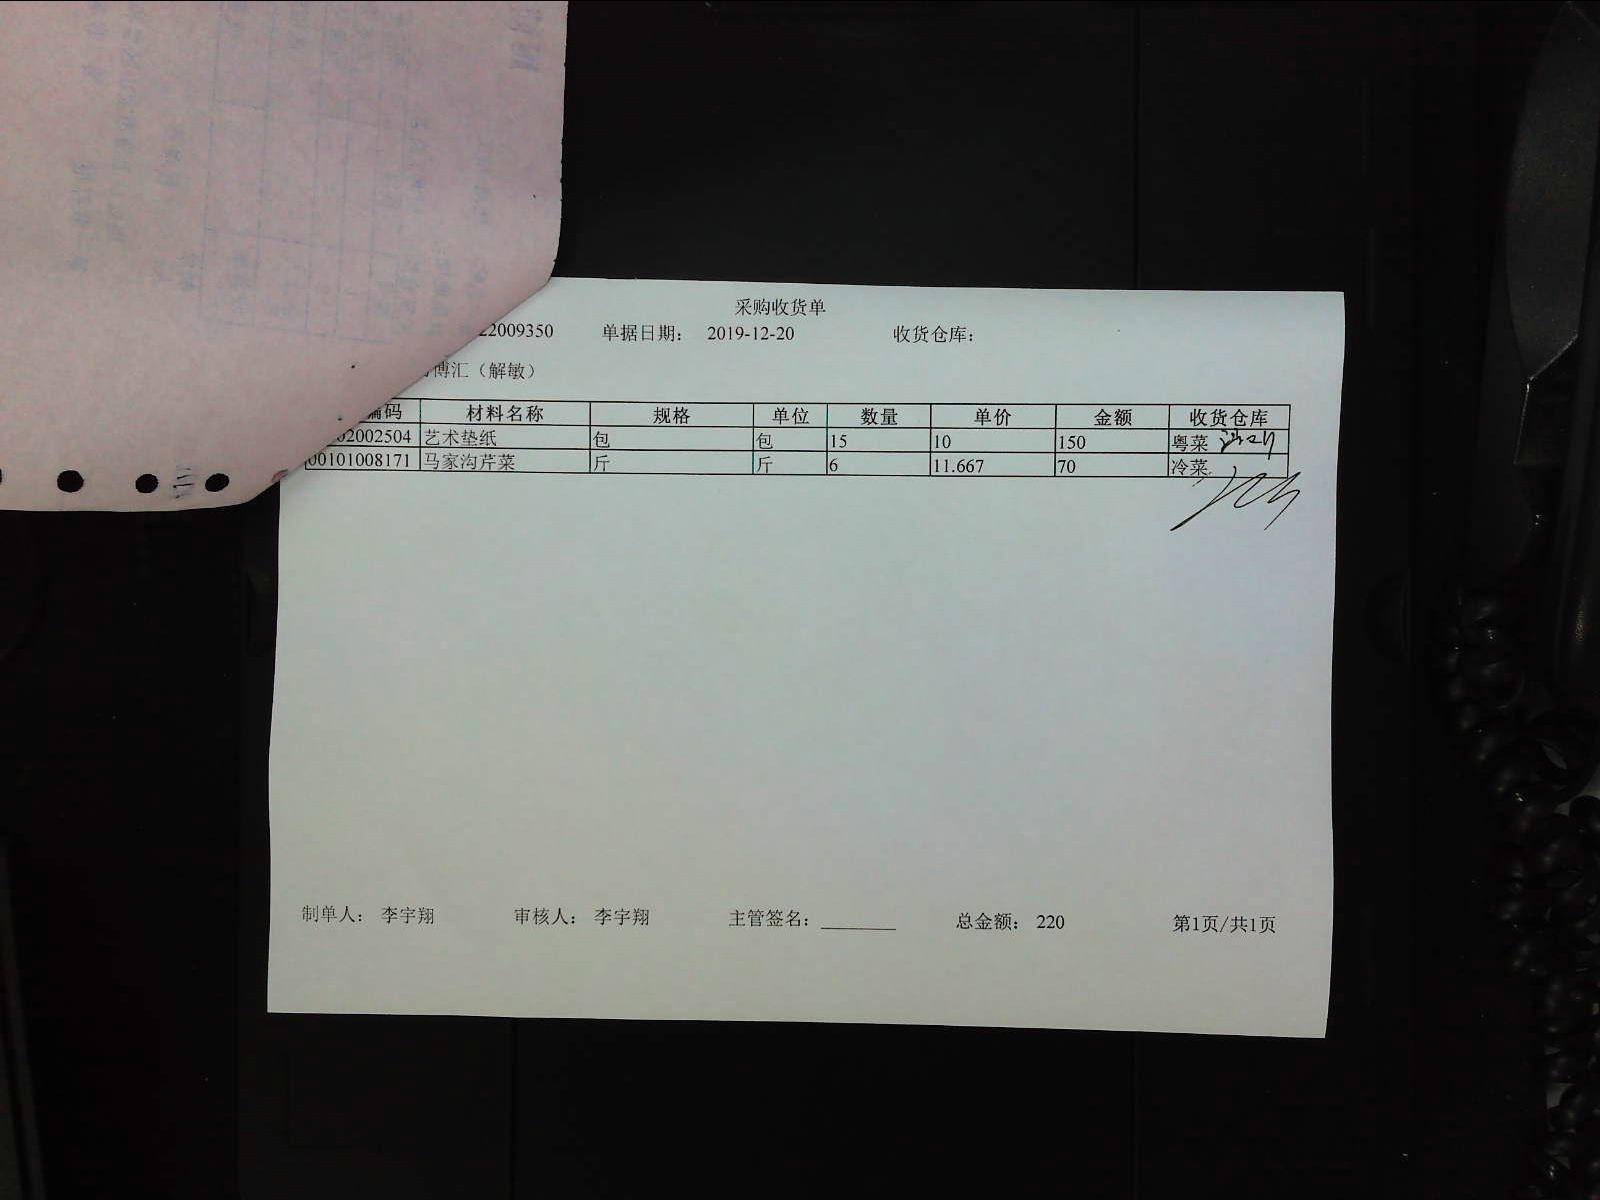 采购收货单
22009350 单据日期： 2019-12-20 收货仓库：
博汇（解敏）
编码 材料名称 规格 单位 数量 单价 金额 收货仓库
02002504 艺术垫纸 包 包 15 10 150 粤菜
00101008171 马家沟芹菜 斤 斤 6 11.667 70 冷菜
制单人： 李宇翔 审核人： 李宇翔 主管签名： 总金额： 220 第1页/共1页